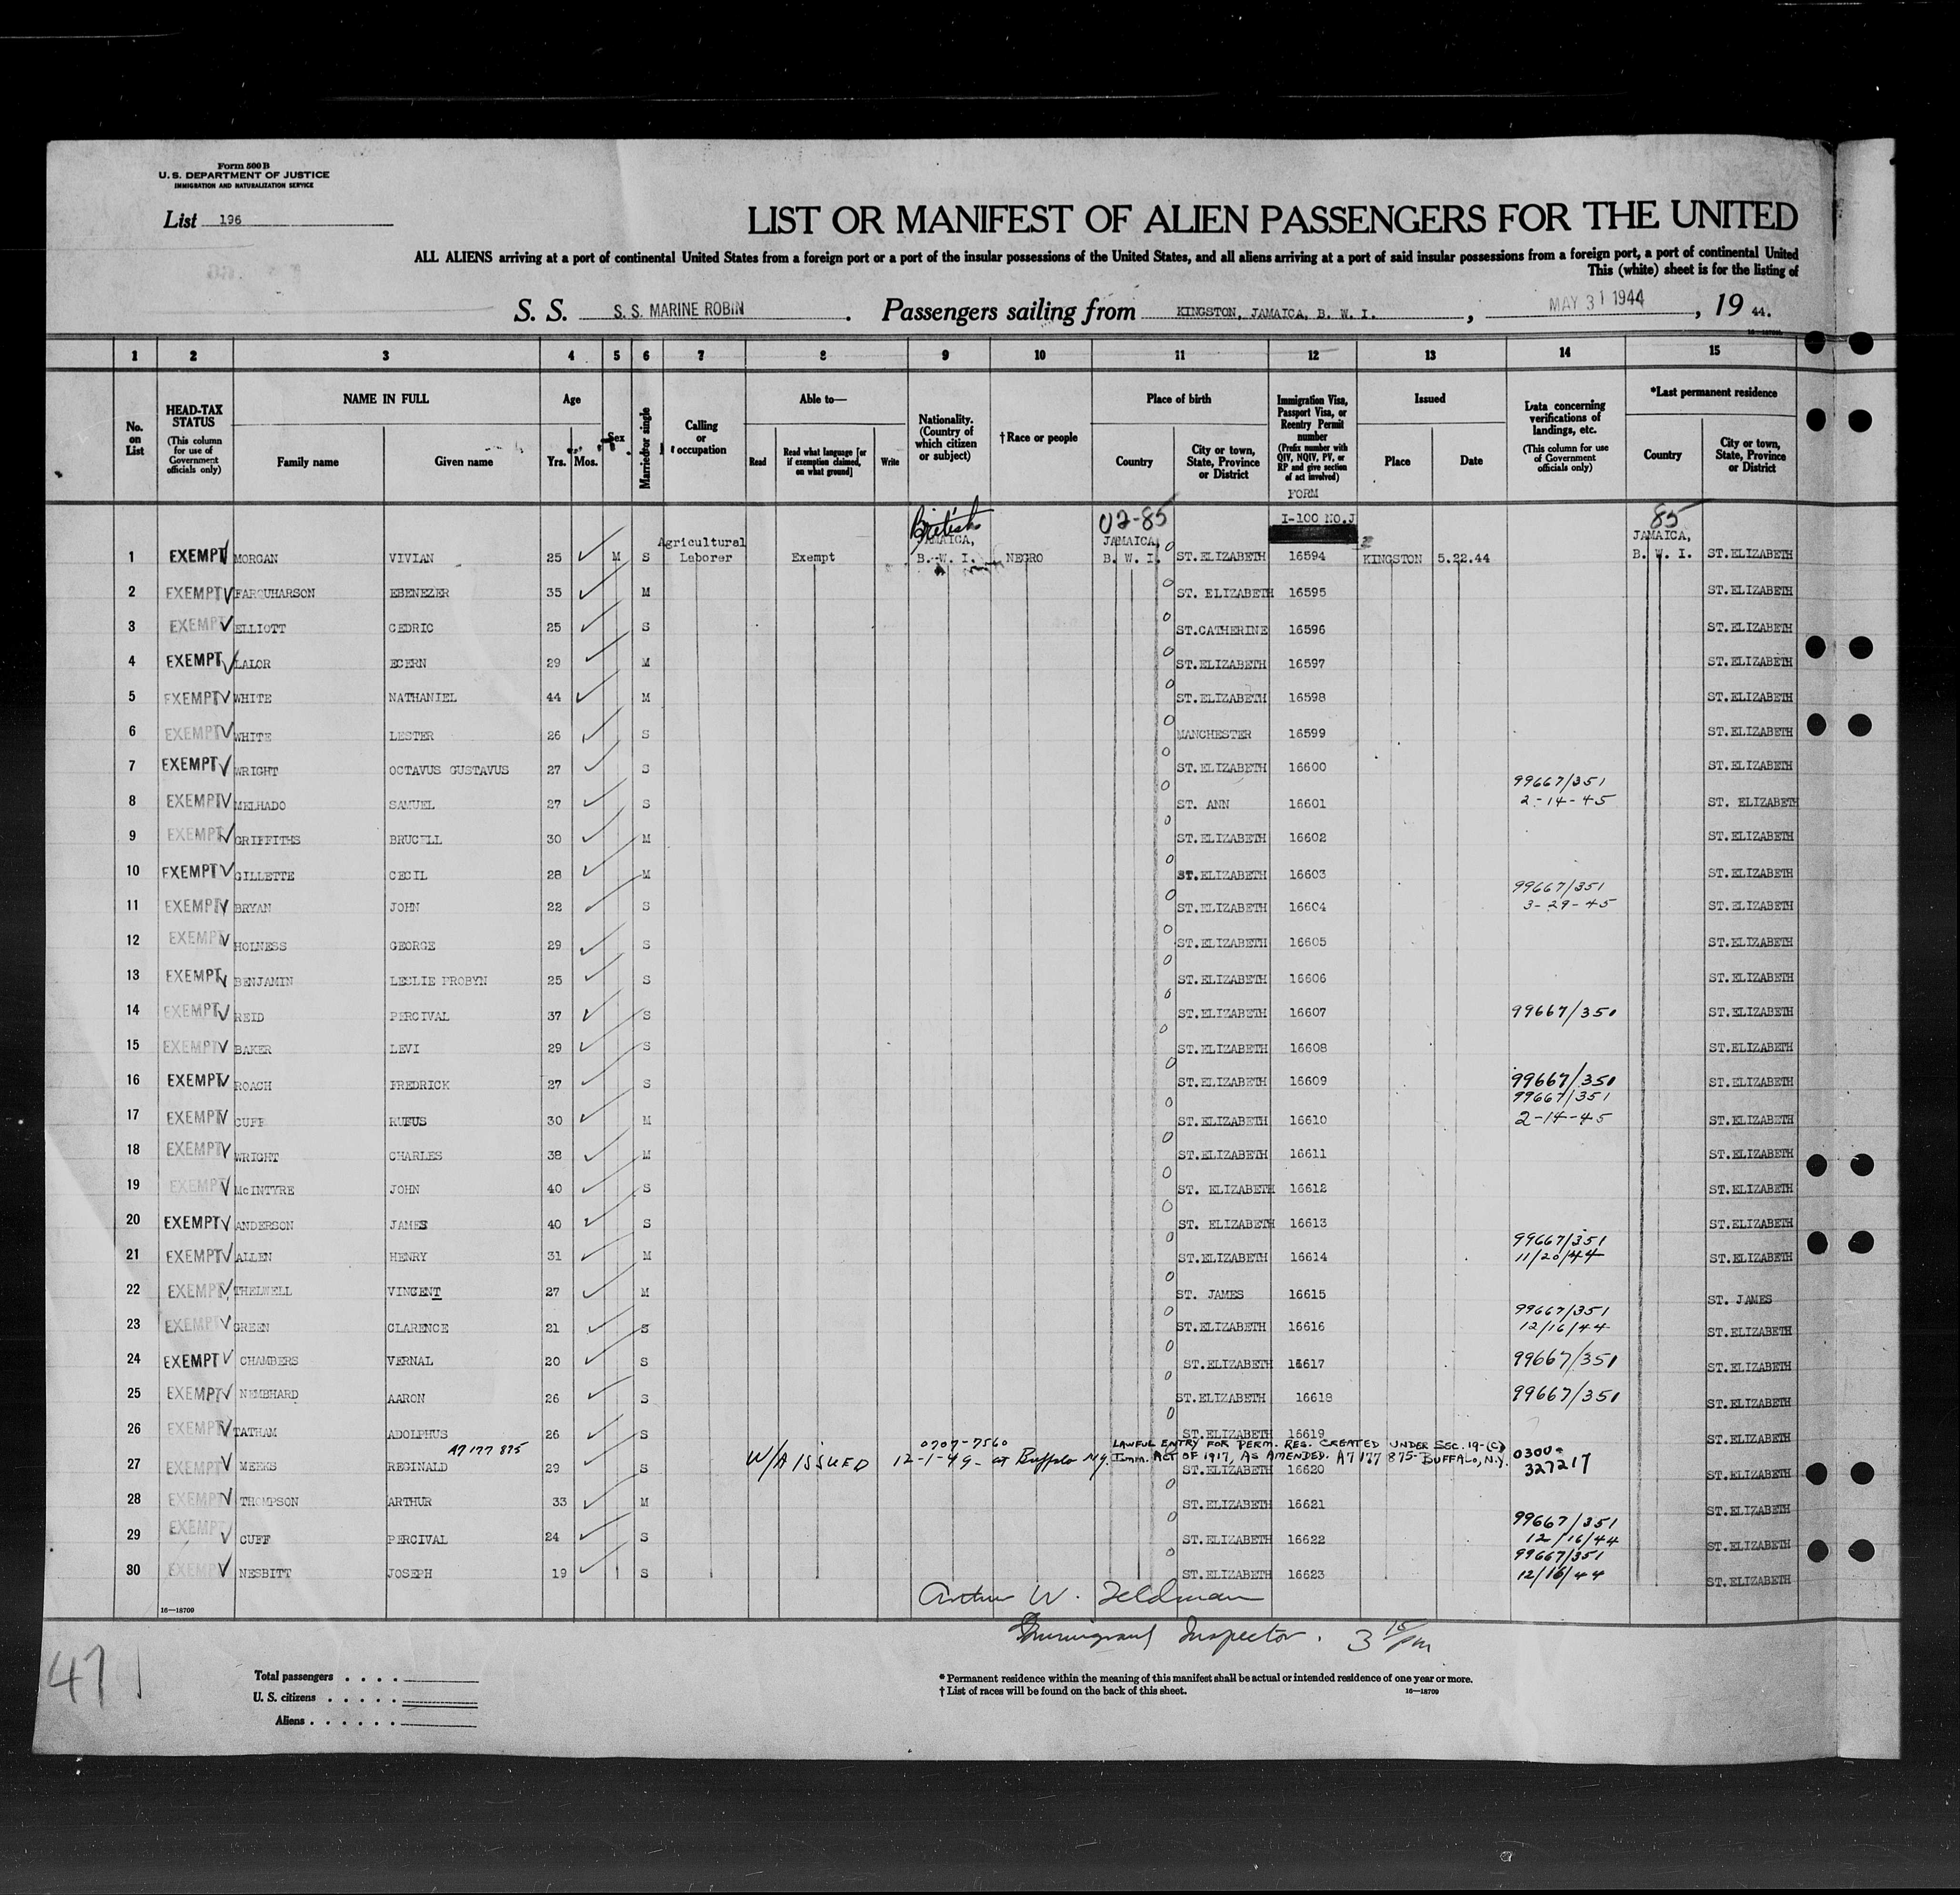 Form 500 B
U. S. DEPARTMENT OF JUSTICE
IMMIGRATION AND NATURALIZATION SERVICE
List 196
LIST OR MANIFEST OF ALIEN PASSENGERS FOR THE UNITED
ALL ALIENS arriving at a port of continental United States from a foreign port or a port of the insular possessions of the United States, and all aliens arriving at a port of said insular possessions from a foreign port, a port of continental United
This (white) sheet is for the listing of
S. S. S. S. MARINE ROBIN . Passengers sailing from KINGSTON, JAMAICA, B. W. I. , MAY 31 1944 , 19 44.
16—18709
1 2 3 4 5 6 7 8 9 10 11 12 13 14 15
No. on List
HEAD-TAX STATUS
(This column for use of Government officials only)
NAME IN FULL
Family name Given name
Age
Yrs. Mos.
Sex
Married or single
Calling or occupation
Able to—
Read Read what language [or if exemption claimed, on what ground] Write
Nationality. (Country of which citizen or subject)
†Race or people
Place of birth
Country City or town, State, Province or District
Immigration Visa, Passport Visa, or Reentry Permit number
(Prefix number with QIV, NQIV, PV, or RP and give section of act involved)
FORM
I-100 NO.J
Issued
Place Date
Data concerning verifications of landings, etc.
(This column for use of Government officials only)
*Last permanent residence
Country City or town, State, Province or District
British 02-85 85
Agricultural JAMAICA, JAMAICA, JAMAICA,
1 EXEMPT MORGAN VIVIAN 25 M S Laborer Exempt B. W. I. NEGRO B. W. I. ST.ELIZABETH 16594 KINGSTON 5.22.44 B. W. I. ST.ELIZABETH
2 EXEMPT FARQUHARSON EBENEZER 35 M ST. ELIZABETH 16595 ST.ELIZABETH
3 EXEMPT ELLIOTT CEDRIC 25 S ST.CATHERINE 16596 ST.ELIZABETH
4 EXEMPT LALOR ECERN 29 M ST.ELIZABETH 16597 ST.ELIZABETH
5 EXEMPT WHITE NATHANIEL 44 M ST.ELIZABETH 16598 ST.ELIZABETH
6 EXEMPT WHITE LESTER 26 S MANCHESTER 16599 ST.ELIZABETH
7 EXEMPT WRIGHT OCTAVUS GUSTAVUS 27 S ST.ELIZABETH 16600 ST.ELIZABETH
99667/351
8 EXEMPT MELHADO SAMUEL 27 S ST. ANN 16601 2-14-45 ST. ELIZABETH
9 EXEMPT GRIFFITHS BRUCELL 30 M ST.ELIZABETH 16602 ST.ELIZABETH
10 EXEMPT GILLETTE CECIL 28 M ST.ELIZABETH 16603 ST.ELIZABETH
99667/351
11 EXEMPT BRYAN JOHN 22 S ST.ELIZABETH 16604 3-29-45 ST.ELIZABETH
12 EXEMPT HOLNESS GEORGE 29 S ST.ELIZABETH 16605 ST.ELIZABETH
13 EXEMPT BENJAMIN LESLIE PROBYN 25 S ST.ELIZABETH 16606 ST.ELIZABETH
14 EXEMPT REID PERCIVAL 37 S ST.ELIZABETH 16607 99667/350 ST.ELIZABETH
15 EXEMPT BAKER LEVI 29 S ST.ELIZABETH 16608 ST.ELIZABETH
16 EXEMPT ROACH FREDRICK 27 S ST.ELIZABETH 16609 99667/350 ST.ELIZABETH
99667/351
17 EXEMPT CUFF RUFUS 30 M ST.ELIZABETH 16610 2-14-45 ST.ELIZABETH
18 EXEMPT WRIGHT CHARLES 38 M ST.ELIZABETH 16611 ST.ELIZABETH
19 EXEMPT McINTYRE JOHN 40 S ST. ELIZABETH 16612 ST.ELIZABETH
20 EXEMPT ANDERSON JAMES 40 S ST. ELIZABETH 16613 ST.ELIZABETH
99667/351
21 EXEMPT ALLEN HENRY 31 M ST.ELIZABETH 16614 11/20/44 ST.ELIZABETH
22 EXEMPT THELWELL VINCENT 27 M ST. JAMES 16615 ST. JAMES
99667/351
23 EXEMPT GREEN CLARENCE 21 S ST.ELIZABETH 16616 12/16/44 ST.ELIZABETH
24 EXEMPT CHAMBERS VERNAL 20 S ST.ELIZABETH 16617 99667/351 ST.ELIZABETH
25 EXEMPT NEMBHARD AARON 26 S ST.ELIZABETH 16618 99667/351 ST.ELIZABETH
26 EXEMPT TATHAM ADOLPHUS 26 S ST.ELIZABETH 16619 ST.ELIZABETH
A7 177 875 0707-7560 LAWFUL ENTRY FOR PERM. RES. CREATED UNDER SEC. 19-(C) 0300-
W/A ISSUED 12-1-49- at Buffalo N.y. Imm. ACT OF 1917, AS AMENDED. A7 177 875- BUFFALO, N.Y. 327217
27 EXEMPT MEEKS REGINALD 29 S ST.ELIZABETH 16620 ST.ELIZABETH
28 EXEMPT THOMPSON ARTHUR 33 M ST.ELIZABETH 16621 ST.ELIZABETH
99667/351
29 EXEMPT CUFF PERCIVAL 24 S ST.ELIZABETH 16622 12/16/44 ST.ELIZABETH
99667/351
30 EXEMPT NESBITT JOSEPH 19 S ST.ELIZABETH 16623 12/16/44 ST.ELIZABETH
Arthur W. Feldman
16—18709
Immigrant Inspector. 3 15/pm
47
Total passengers . . . .
U. S. citizens . . . . .
Aliens . . . . . .
* Permanent residence within the meaning of this manifest shall be actual or intended residence of one year or more.
† List of races will be found on the back of this sheet. 16—18709